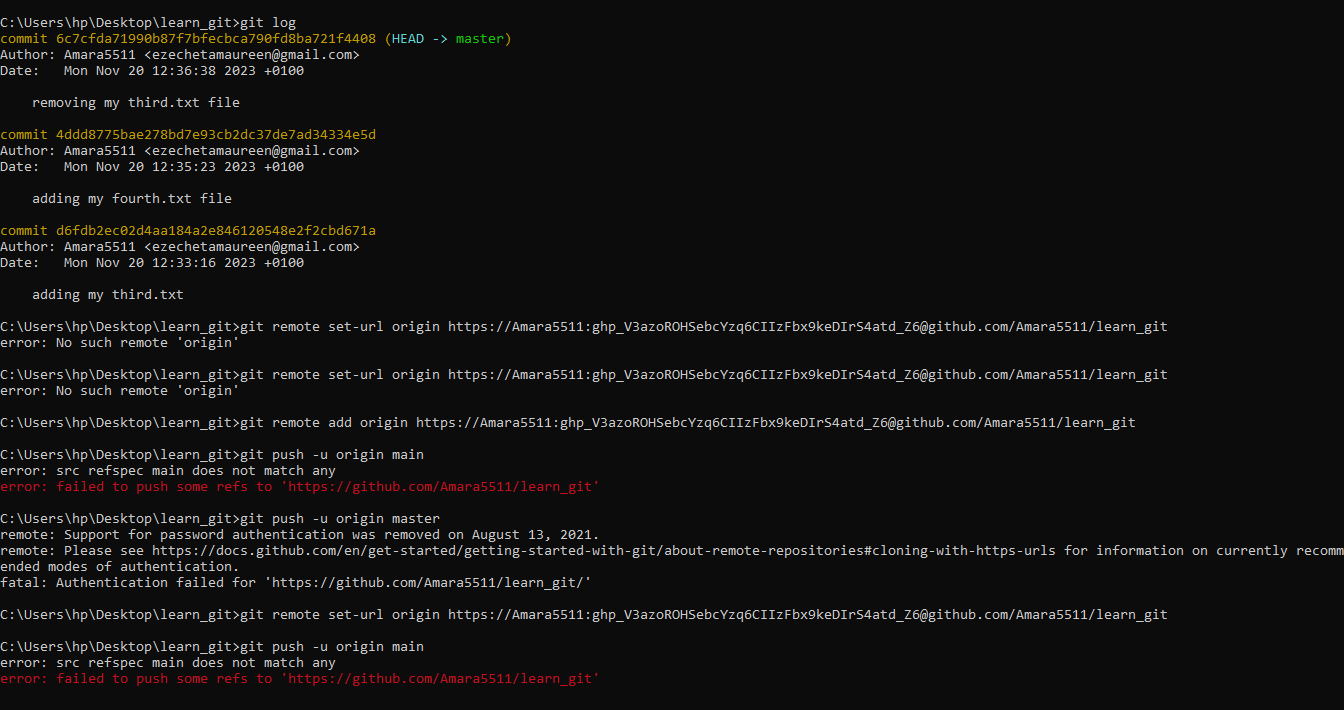 C:\Users\hp\Desktop\learn_git>git log
commit 6c7cfda71990b87f7bfecbca790fd8ba721f4408 (HEAD -> master)
Author: Amara5511 <ezechetamaureen@gmail.com>
Date:   Mon Nov 20 12:36:38 2023 +0100
    removing my third.txt file
commit 4ddd8775bae278bd7e93cb2dc37de7ad34334e5d
Author: Amara5511 <ezechetamaureen@gmail.com>
Date:   Mon Nov 20 12:35:23 2023 +0100
    adding my fourth.txt file
commit d6fdb2ec02d4aa184a2e846120548e2f2cbd671a
Author: Amara5511 <ezechetamaureen@gmail.com>
Date:   Mon Nov 20 12:33:16 2023 +0100
    adding my third.txt
C:\Users\hp\Desktop\learn_git>git remote set-url origin https://Amara5511:ghp_V3azoROHSebcYzq6CIIzFbx9keDIrS4atd_Z6@github.com/Amara5511/learn_git
error: No such remote 'origin'
C:\Users\hp\Desktop\learn_git>git remote set-url origin https://Amara5511:ghp_V3azoROHSebcYzq6CIIzFbx9keDIrS4atd_Z6@github.com/Amara5511/learn_git
error: No such remote 'origin'
C:\Users\hp\Desktop\learn_git>git remote add origin https://Amara5511:ghp_V3azoROHSebcYzq6CIIzFbx9keDIrS4atd_Z6@github.com/Amara5511/learn_git
C:\Users\hp\Desktop\learn_git>git push -u origin main
error: src refspec main does not match any
error: failed to push some refs to 'https://github.com/Amara5511/learn_git'
C:\Users\hp\Desktop\learn_git>git push -u origin master
remote: Support for password authentication was removed on August 13, 2021.
remote: Please see https://docs.github.com/en/get-started/getting-started-with-git/about-remote-repositories#cloning-with-https-urls for information on currently recomm
ended modes of authentication.
fatal: Authentication failed for 'https://github.com/Amara5511/learn_git/'
C:\Users\hp\Desktop\learn_git>git remote set-url origin https://Amara5511:ghp_V3azoROHSebcYzq6CIIzFbx9keDIrS4atd_Z6@github.com/Amara5511/learn_git
C:\Users\hp\Desktop\learn_git>git push -u origin main
error: src refspec main does not match any
error: failed to push some refs to 'https://github.com/Amara5511/learn_git'